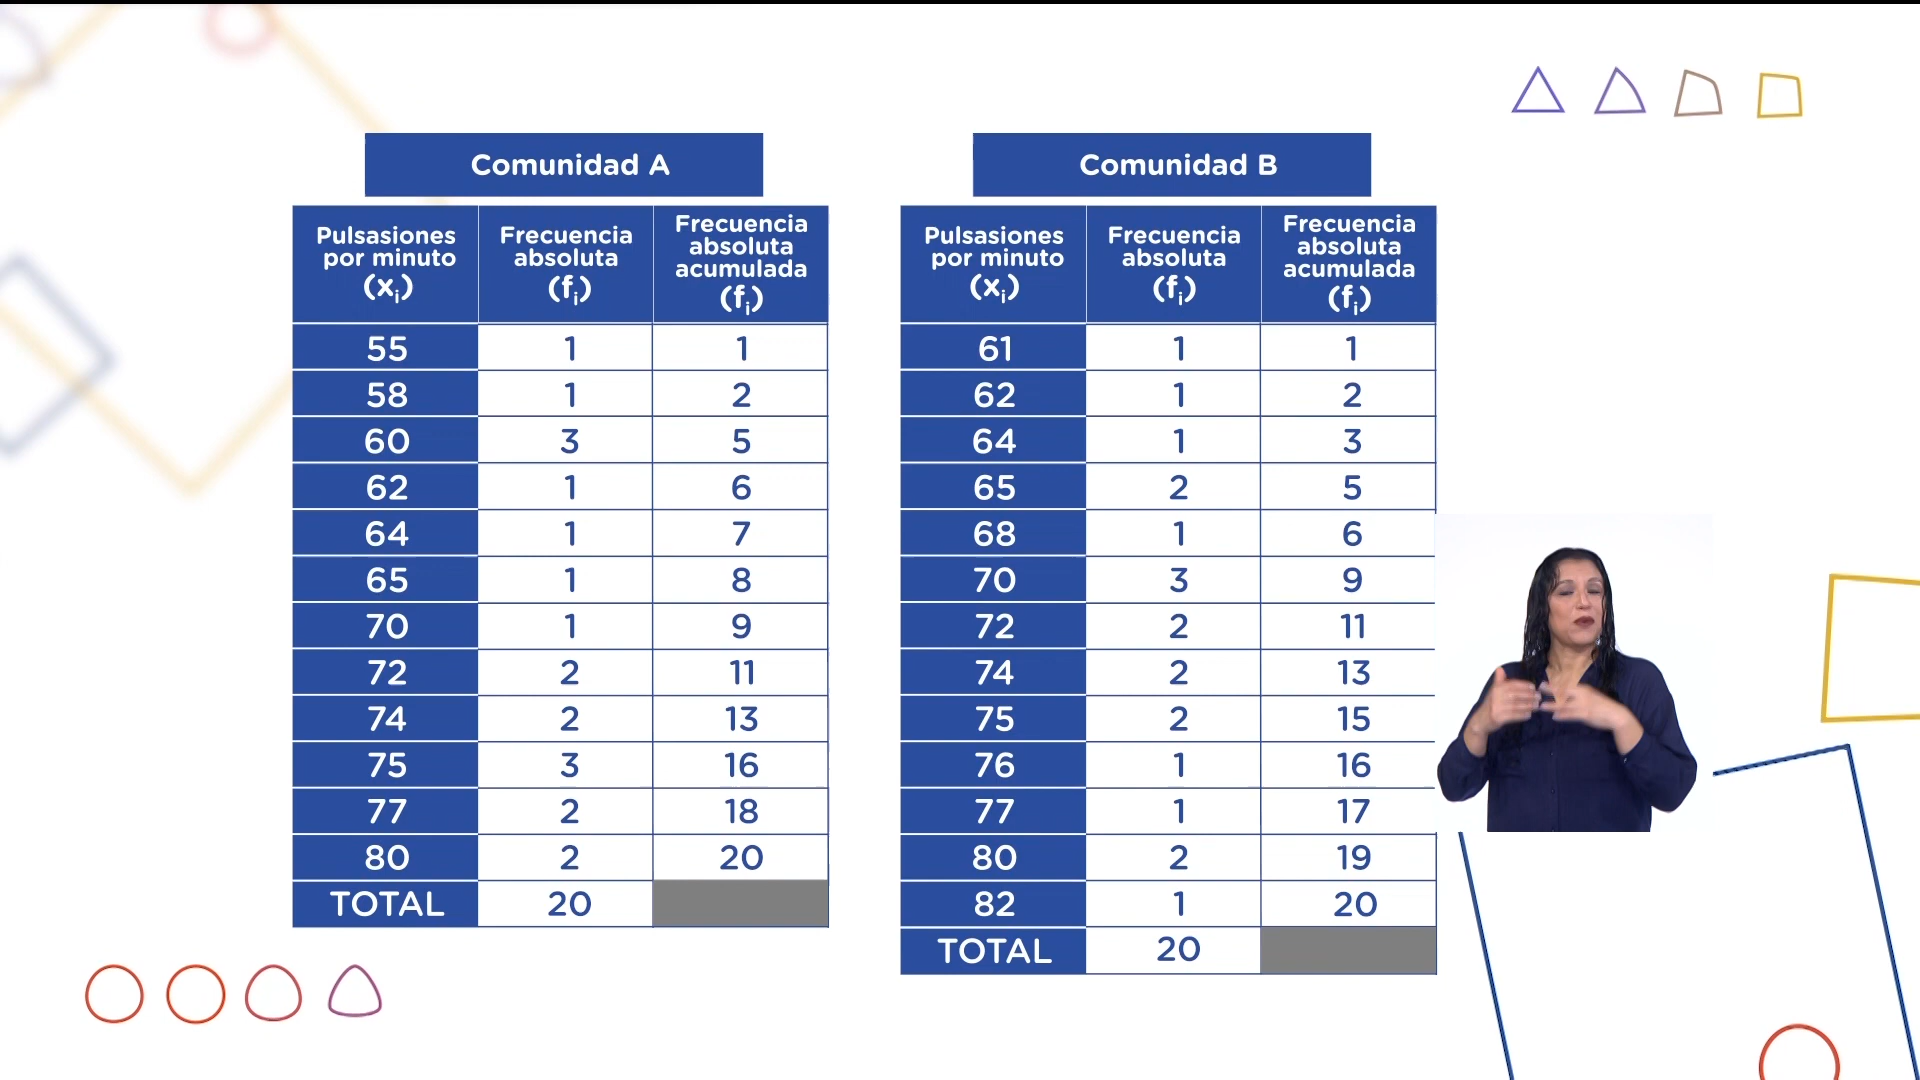 Comunidad A
Pulsasiones por minuto (xi) Frecuencia absoluta (fi) Frecuencia absoluta acumulada (fi)
55 1 1
58 1 2
60 3 5
62 1 6
64 1 7
65 1 8
70 1 9
72 2 11
74 2 13
75 3 16
77 2 18
80 2 20
TOTAL 20
Comunidad B
Pulsasiones por minuto (xi) Frecuencia absoluta (fi) Frecuencia absoluta acumulada (fi)
61 1 1
62 1 2
64 1 3
65 2 5
68 1 6
70 3 9
72 2 11
74 2 13
75 2 15
76 1 16
77 1 17
80 2 19
82 1 20
TOTAL 20